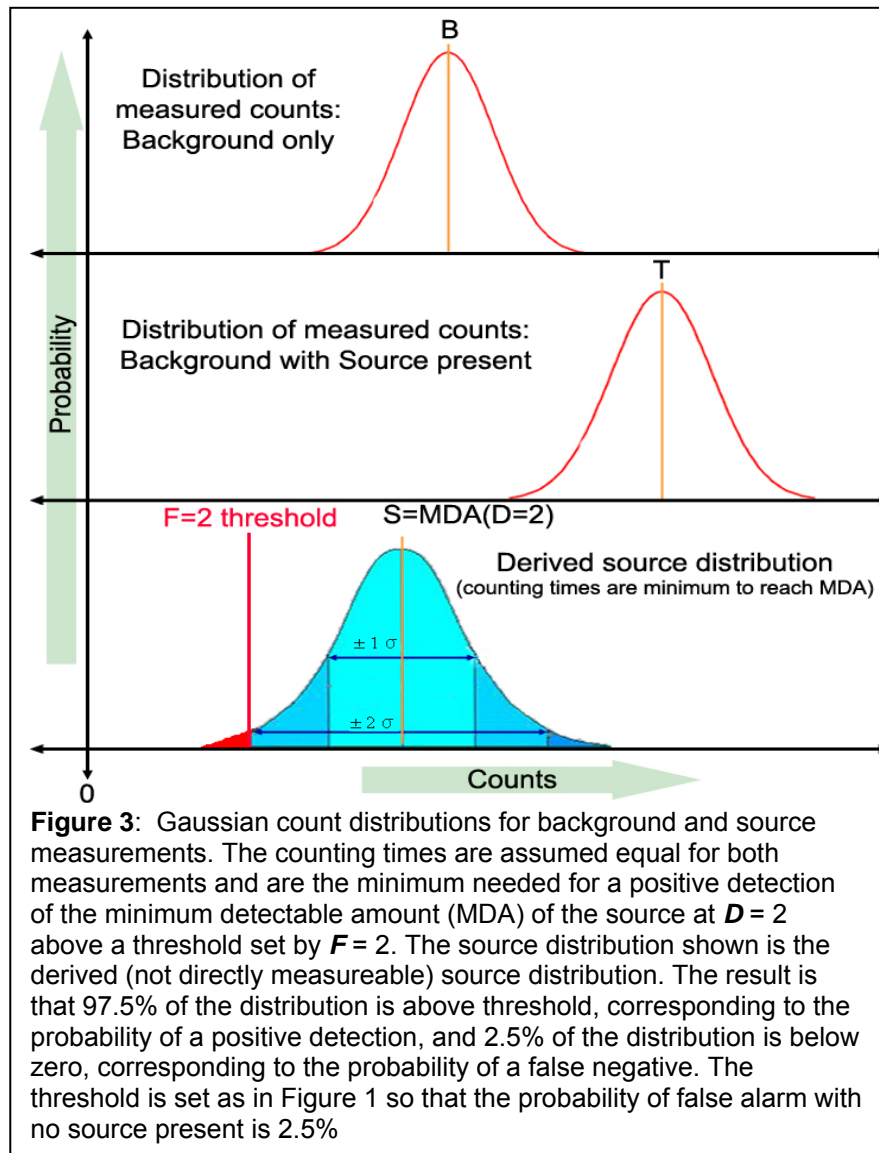 B
Distribution of
measured counts:
Background only
T
Distribution of measured counts:
Background with Source present
Probability
F=2 threshold
S=MDA(D=2)
Derived source distribution
(counting times are minimum to reach MDA)
± 1 σ
± 2 σ
0
Counts
Figure 3: Gaussian count distributions for background and source
measurements. The counting times are assumed equal for both
measurements and are the minimum needed for a positive detection
of the minimum detectable amount (MDA) of the source at D = 2
above a threshold set by F = 2. The source distribution shown is the
derived (not directly measureable) source distribution. The result is
that 97.5% of the distribution is above threshold, corresponding to the
probability of a positive detection, and 2.5% of the distribution is below
zero, corresponding to the probability of a false negative. The
threshold is set as in Figure 1 so that the probability of false alarm with
no source present is 2.5%